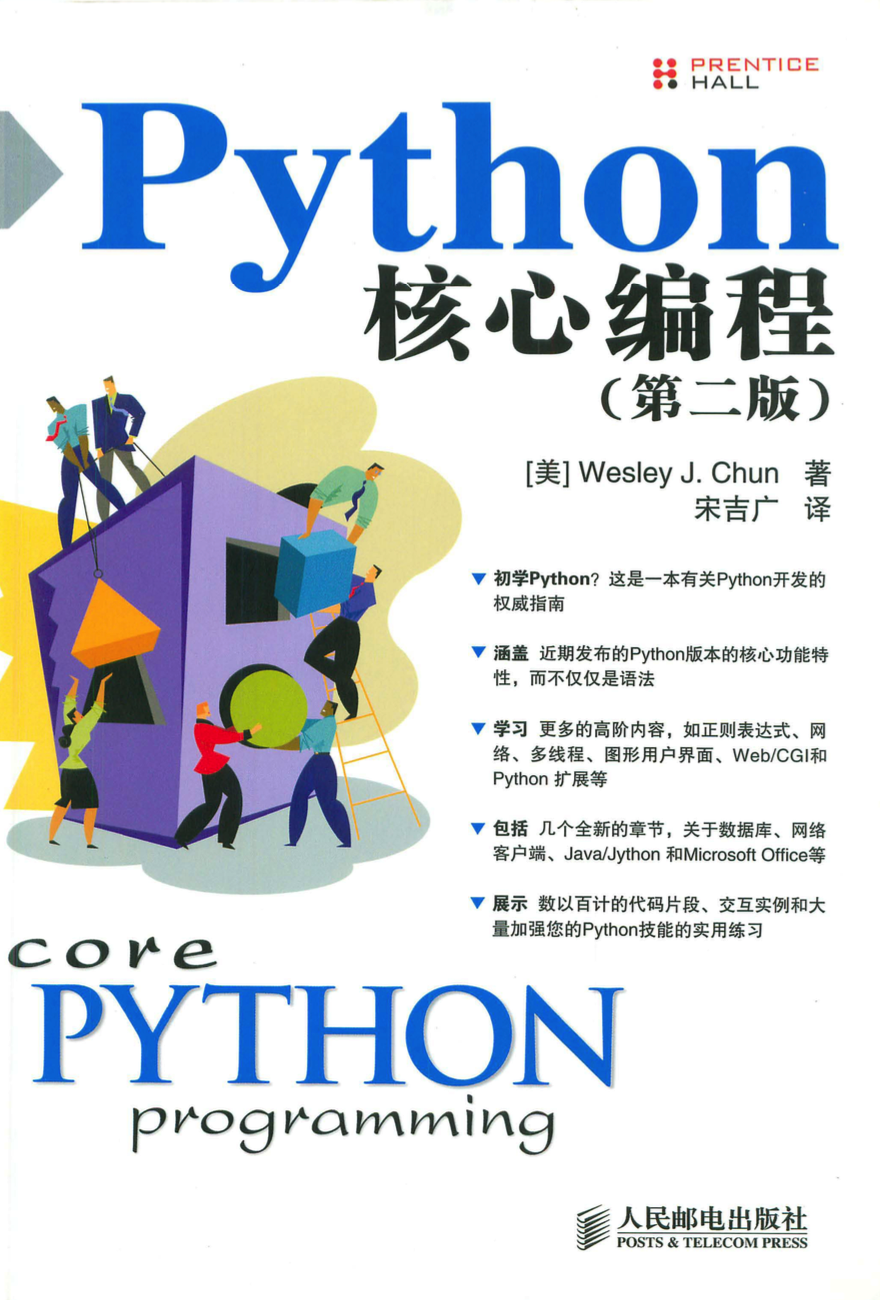 PRENTICE
HALL
Python
核心编程
（第二版）
[美] Wesley J. Chun 著
宋吉广 译
▼ 初学Python？这是一本有关Python开发的
权威指南
▼ 涵盖 近期发布的Python版本的核心功能特
性，而不仅仅是语法
▼ 学习 更多的高阶内容，如正则表达式、网
络、多线程、图形用户界面、Web/CGI和
Python 扩展等
▼ 包括 几个全新的章节，关于数据库、网络
客户端、Java/Jython 和Microsoft Office等
▼ 展示 数以百计的代码片段、交互实例和大
量加强您的Python技能的实用练习
core
PYTHON
programming
人民邮电出版社
POSTS & TELECOM PRESS